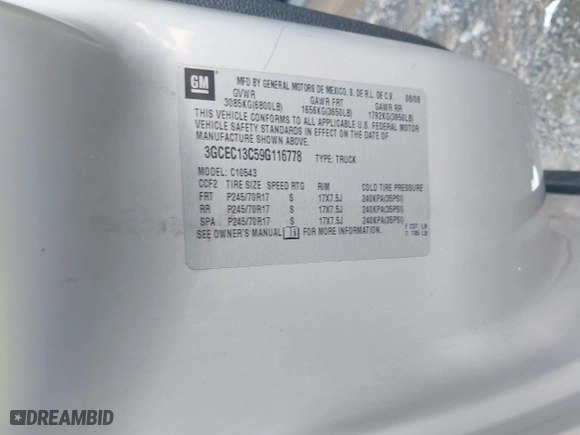 GM
MFD BY GENERAL MOTORS DE MEXICO, S. DE R.L. DE C.V. 08/08
GVWR GAWR FRT GAWR RR
3085KG(6800LB) 1656KG(3650LB) 1792KG(3950LB)
THIS VEHICLE CONFORMS TO ALL APPLICABLE U.S. FEDERAL MOTOR
VEHICLE SAFETY STANDARDS IN EFFECT ON THE DATE OF
MANUFACTURE SHOWN ABOVE.
3GCEC13C59G116778 TYPE: TRUCK
MODEL: C10543
CCF2 TIRE SIZE SPEED RTG RIM COLD TIRE PRESSURE
FRT P245/70R17 S 17X7.5J 240KPA(35PSI)
RR P245/70R17 S 17X7.5J 240KPA(35PSI)
SPA P245/70R17 S 17X7.5J 240KPA(35PSI)
SEE OWNER'S MANUAL FOR MORE INFORMATION.
F 237 LB
T 785 LB
DREAMBID